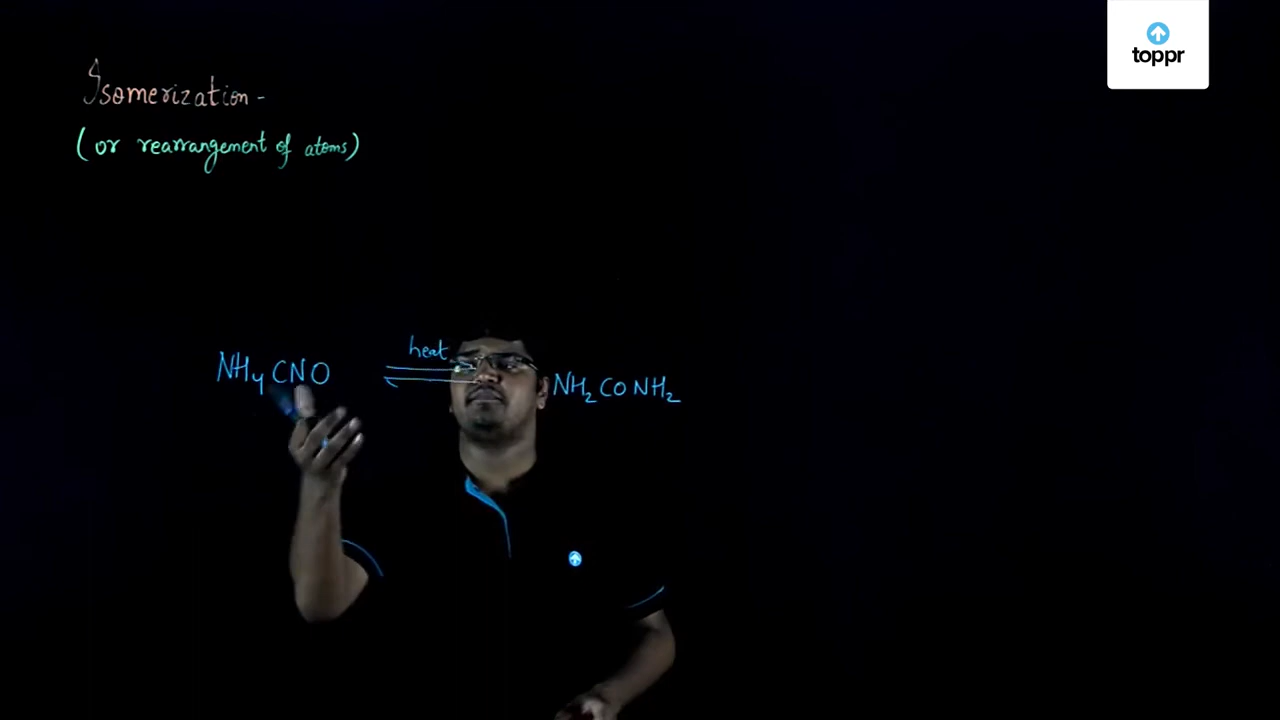 toppr
Isomerization -
(or rearrangement of atoms)
heat
NH4CNO ⇌ NH2CONH2